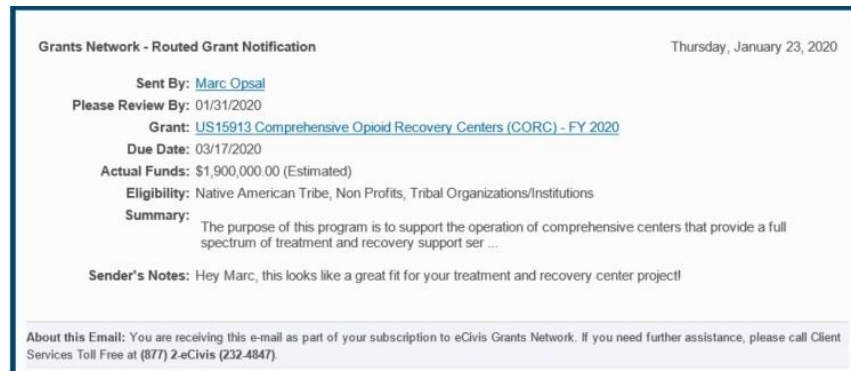 Grants Network - Routed Grant Notification Thursday, January 23, 2020
Sent By: Marc Opsal
Please Review By: 01/31/2020
Grant: US15913 Comprehensive Opioid Recovery Centers (CORC) - FY 2020
Due Date: 03/17/2020
Actual Funds: $1,900,000.00 (Estimated)
Eligibility: Native American Tribe, Non Profits, Tribal Organizations/Institutions
Summary:
The purpose of this program is to support the operation of comprehensive centers that provide a full
spectrum of treatment and recovery support ser ...
Sender's Notes: Hey Marc, this looks like a great fit for your treatment and recovery center project!
About this Email: You are receiving this e-mail as part of your subscription to eCivis Grants Network. If you need further assistance, please call Client
Services Toll Free at (877) 2-eCivis (232-4847).